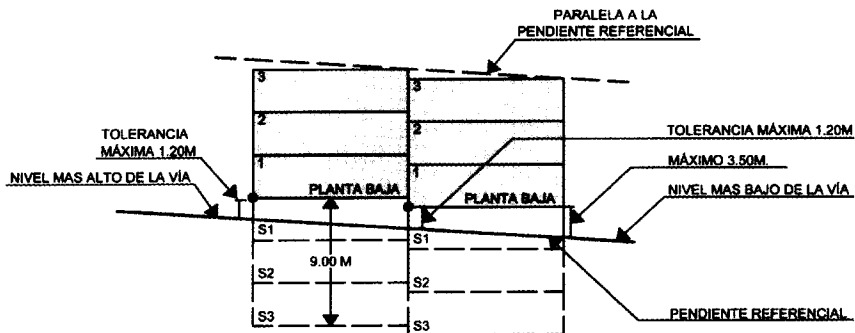 PARALELA A LA
PENDIENTE REFERENCIAL
3
3
2
2
TOLERANCIA
MÁXIMA 1.20M
TOLERANCIA MÁXIMA 1.20M
1
1
MÁXIMO 3.50M.
NIVEL MAS ALTO DE LA VÍA
PLANTA BAJA
PLANTA BAJA
NIVEL MAS BAJO DE LA VÍA
S1
S1
9.00 M
S2
S2
PENDIENTE REFERENCIAL
S3
S3